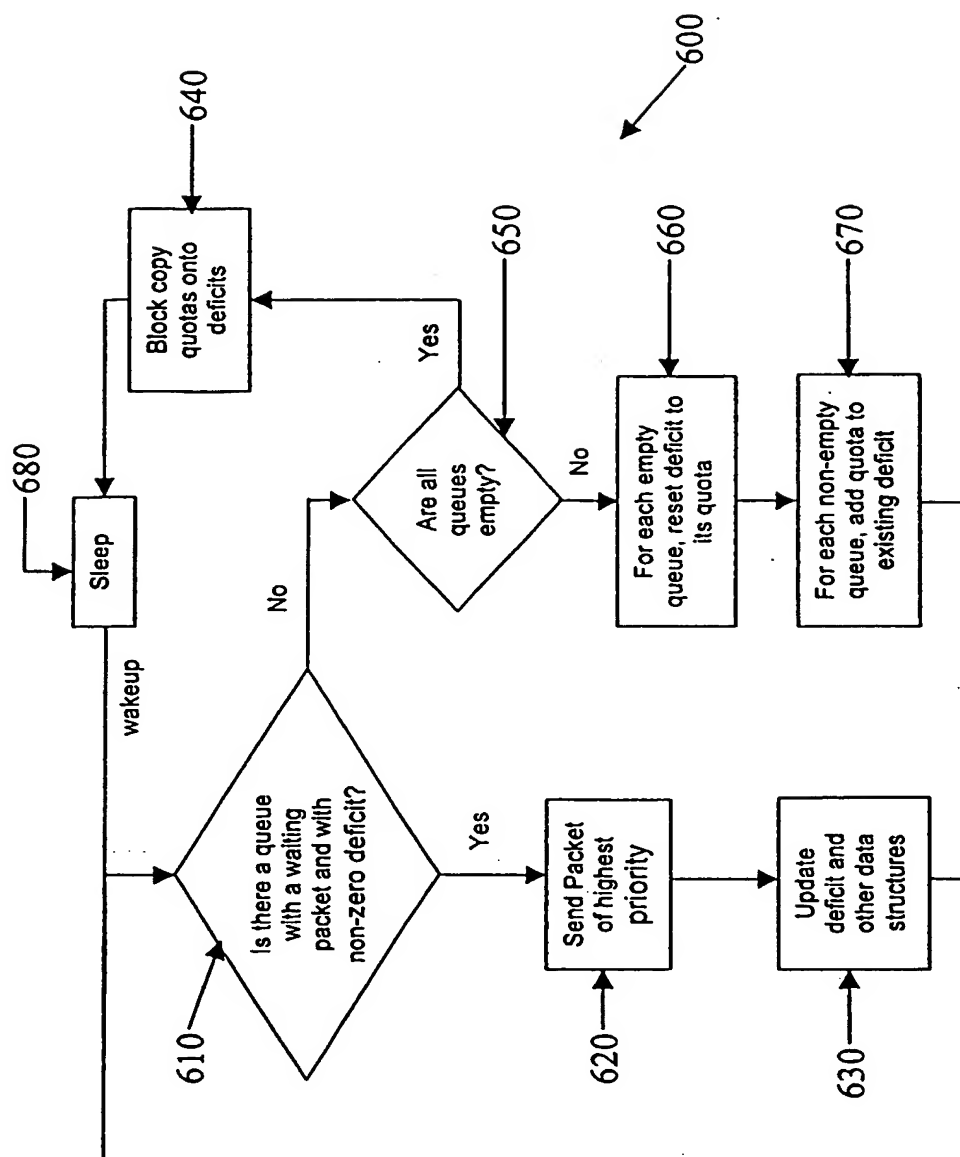 600
680
Sleep
wakeup
640
Block copy
quotas onto
deficits
610
Is there a queue
with a waiting
packet and with
non-zero deficit?
No
Yes
650
Are all
queues
empty?
Yes
No
620
Send Packet
of highest
priority
660
For each empty
queue, reset deficit to
its quota
630
Update
deficit and
other data
structures
670
For each non-empty
queue, add quota to
existing deficit